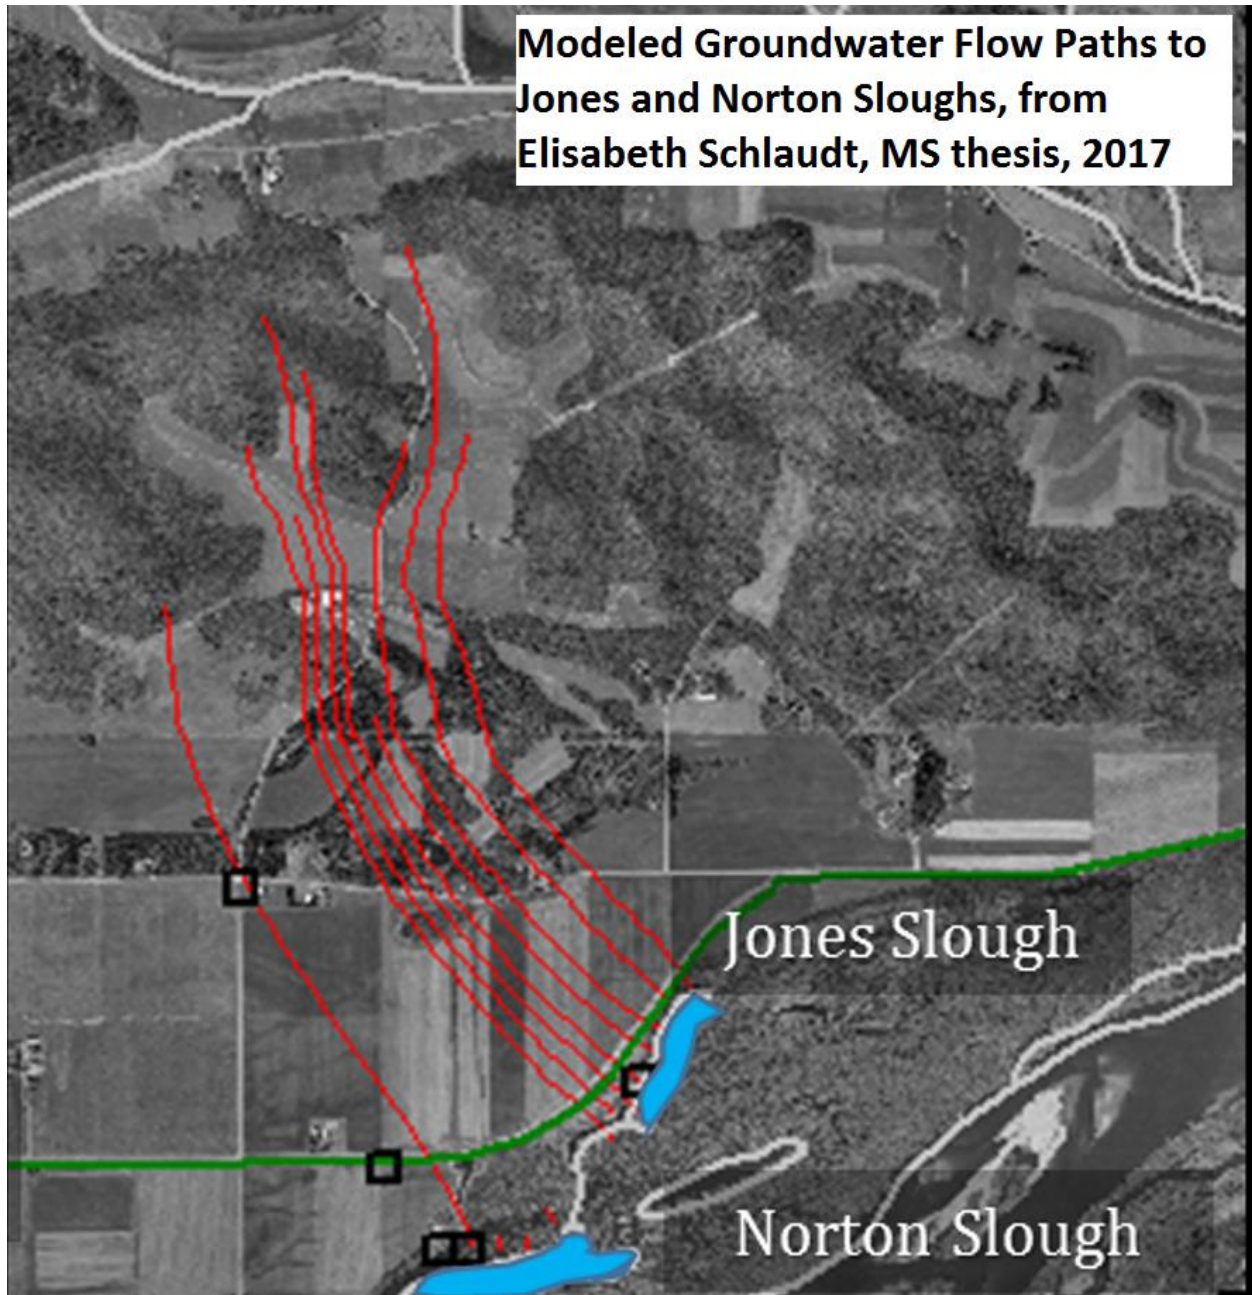 Modeled Groundwater Flow Paths to
Jones and Norton Sloughs, from
Elisabeth Schlaudt, MS thesis, 2017
Jones Slough
Norton Slough